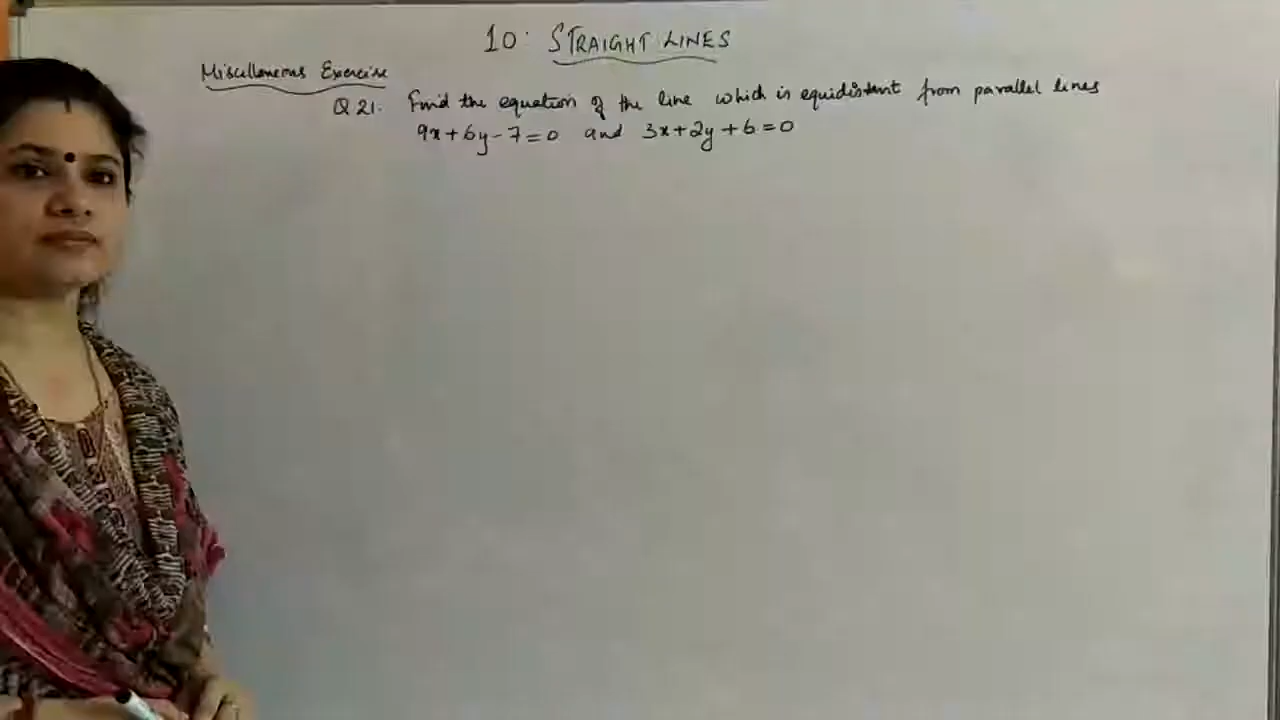 10: STRAIGHT LINES
Miscellaneous Exercise
Q 21. Find the equation of the line which is equidistant from parallel lines
9x+6y-7=0 and 3x+2y+6=0